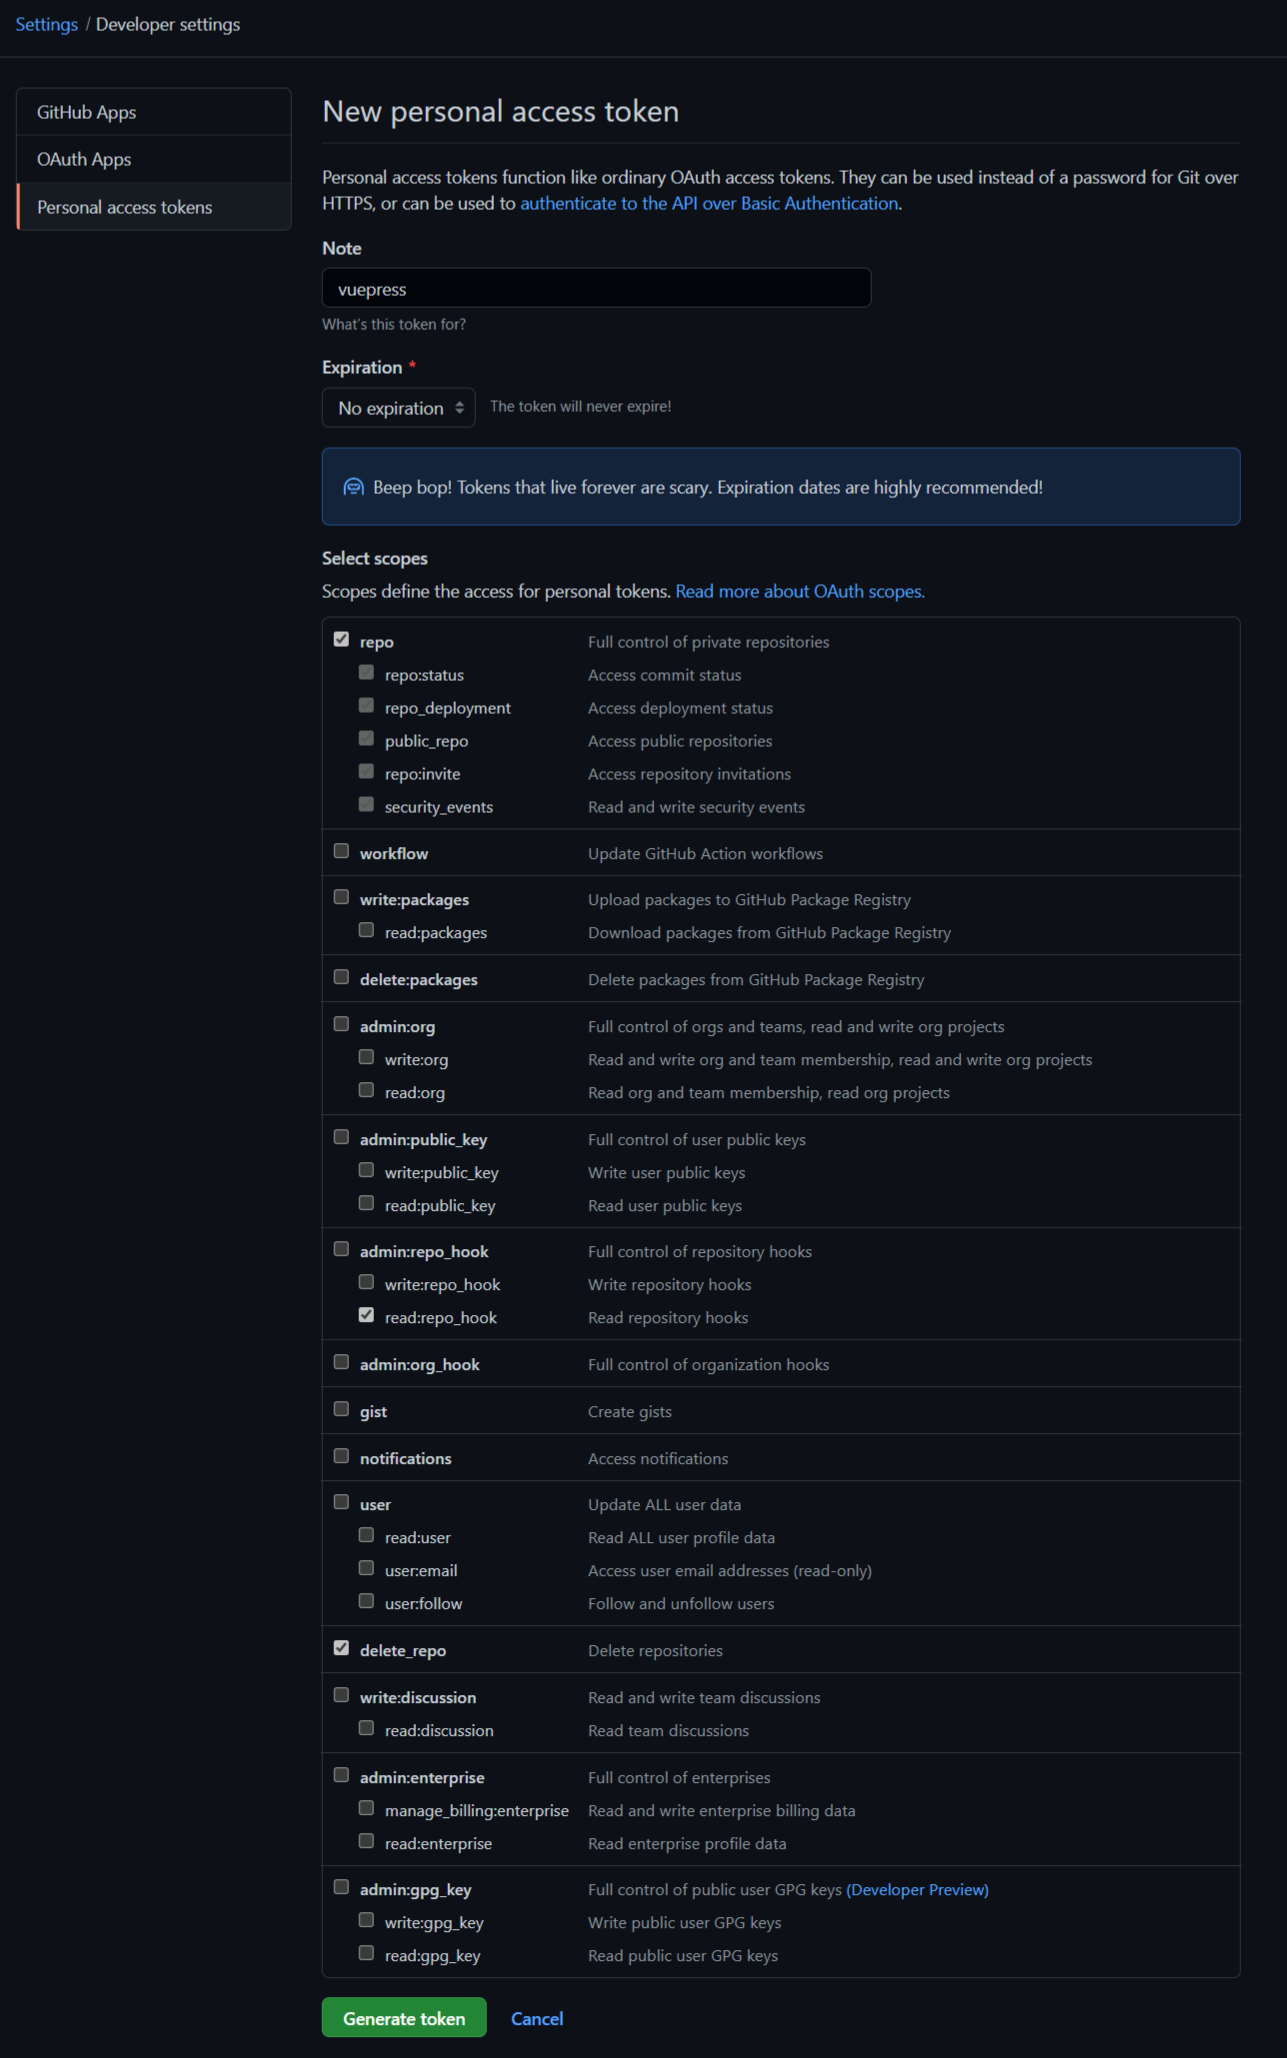 Settings / Developer settings
GitHub Apps
OAuth Apps
Personal access tokens
New personal access token
Personal access tokens function like ordinary OAuth access tokens. They can be used instead of a password for Git over
HTTPS, or can be used to authenticate to the API over Basic Authentication.
Note
vuepress
What's this token for?
Expiration *
No expiration The token will never expire!
Beep bop! Tokens that live forever are scary. Expiration dates are highly recommended!
Select scopes
Scopes define the access for personal tokens. Read more about OAuth scopes.
repo Full control of private repositories
repo:status Access commit status
repo_deployment Access deployment status
public_repo Access public repositories
repo:invite Access repository invitations
security_events Read and write security events
workflow Update GitHub Action workflows
write:packages Upload packages to GitHub Package Registry
read:packages Download packages from GitHub Package Registry
delete:packages Delete packages from GitHub Package Registry
admin:org Full control of orgs and teams, read and write org projects
write:org Read and write org and team membership, read and write org projects
read:org Read org and team membership, read org projects
admin:public_key Full control of user public keys
write:public_key Write user public keys
read:public_key Read user public keys
admin:repo_hook Full control of repository hooks
write:repo_hook Write repository hooks
read:repo_hook Read repository hooks
admin:org_hook Full control of organization hooks
gist Create gists
notifications Access notifications
user Update ALL user data
read:user Read ALL user profile data
user:email Access user email addresses (read-only)
user:follow Follow and unfollow users
delete_repo Delete repositories
write:discussion Read and write team discussions
read:discussion Read team discussions
admin:enterprise Full control of enterprises
manage_billing:enterprise Read and write enterprise billing data
read:enterprise Read enterprise profile data
admin:gpg_key Full control of public user GPG keys (Developer Preview)
write:gpg_key Write public user GPG keys
read:gpg_key Read public user GPG keys
Generate token Cancel